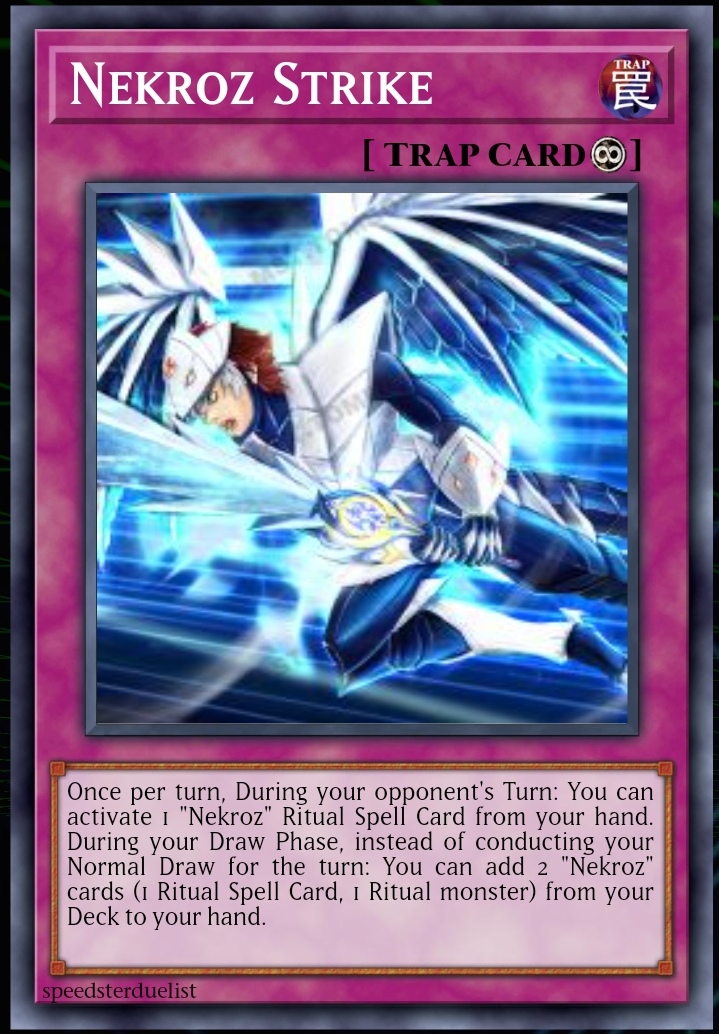 NEKROZ STRIKE
TRAP
罠
[ TRAP CARD ]
Once per turn, During your opponent's Turn: You can
activate 1 "Nekroz" Ritual Spell Card from your hand.
During your Draw Phase, instead of conducting your
Normal Draw for the turn: You can add 2 "Nekroz"
cards (1 Ritual Spell Card, 1 Ritual monster) from your
Deck to your hand.
speedsterduelist